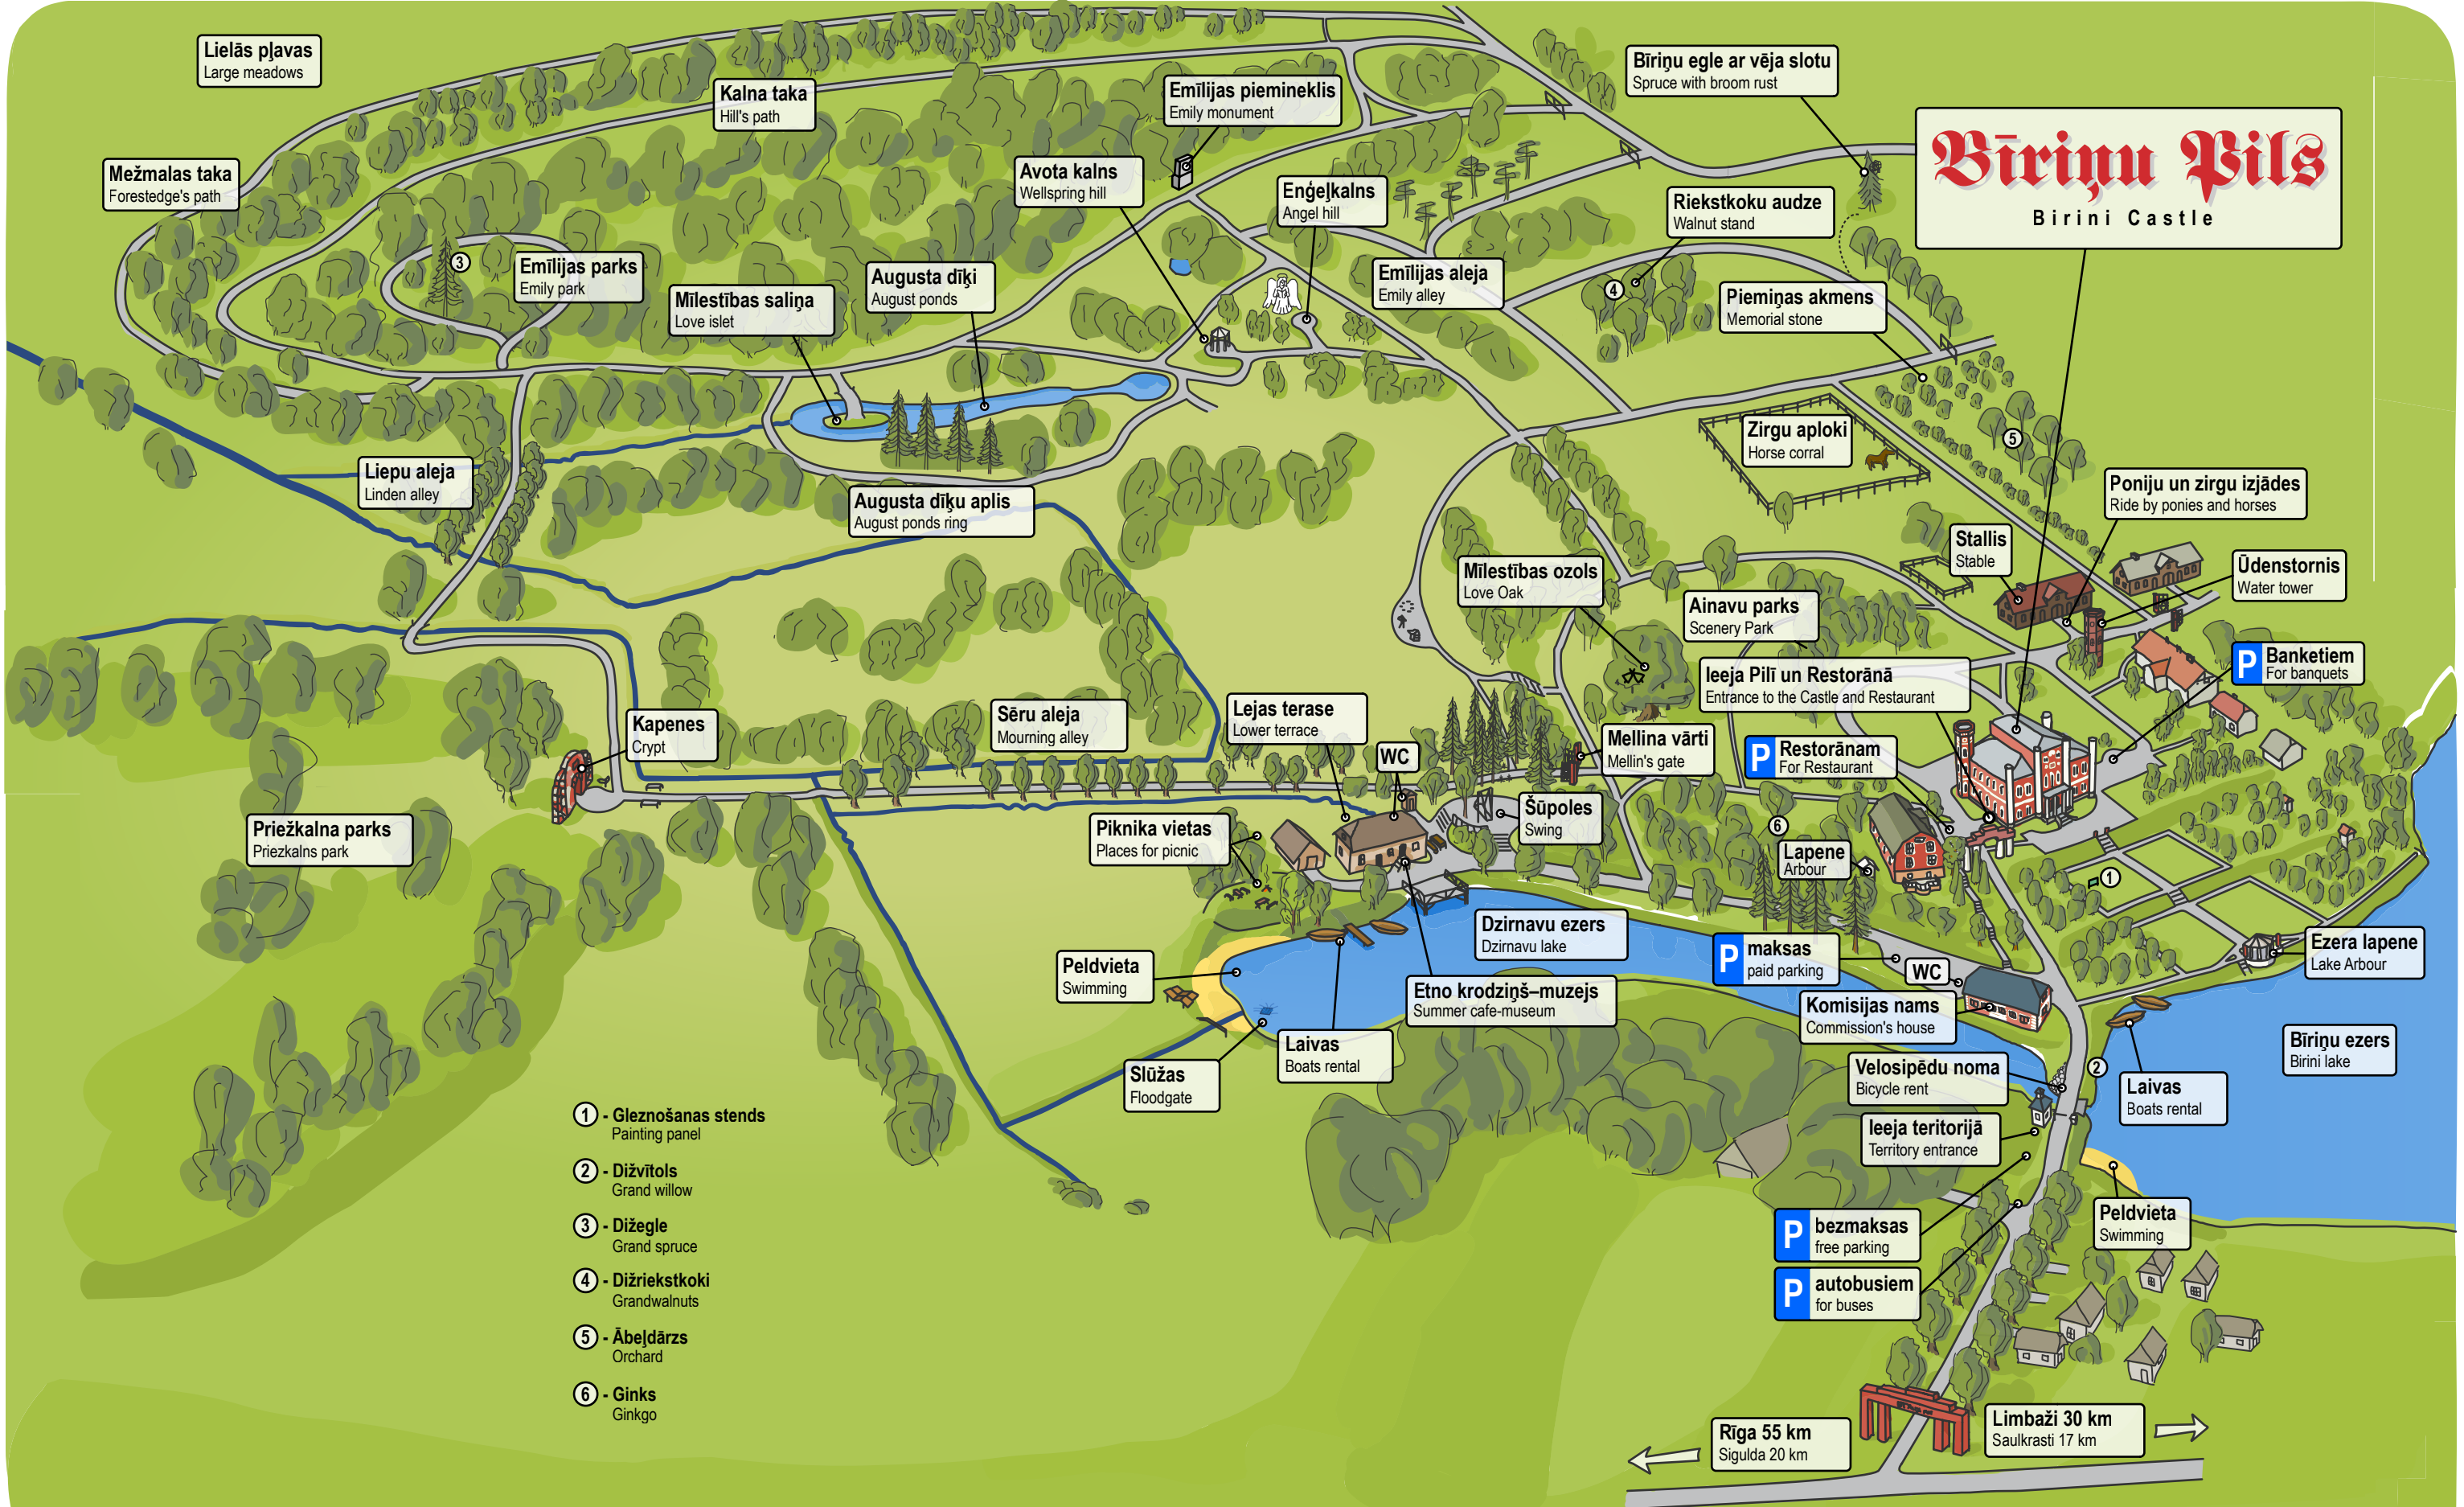 Lielās pļavas
Large meadows
Bīriņu egle ar vēja slotu
Spruce with broom rust
Kalna taka
Hill's path
Emīlijas piemineklis
Emily monument
Bīriņu Pils
Birini Castle
Mežmalas taka
Forestedge's path
Avota kalns
Wellspring hill
Eņģeļkalns
Angel hill
Riekstkoku audze
Walnut stand
3
Emīlijas parks
Emily park
Mīlestības saliņa
Love islet
Augusta dīķi
August ponds
Emīlijas aleja
Emily alley
4
Piemiņas akmens
Memorial stone
Zirgu aploki
Horse corral
5
Liepu aleja
Linden alley
Augusta dīķu aplis
August ponds ring
Poniju un zirgu izjādes
Ride by ponies and horses
Stallis
Stable
Ūdenstornis
Water tower
Mīlestības ozols
Love Oak
Ainavu parks
Scenery Park
P
Banketiem
For banquets
Ieeja Pilī un Restorānā
Entrance to the Castle and Restaurant
Kapenes
Crypt
Sēru aleja
Mourning alley
Lejas terase
Lower terrace
WC
Mellina vārti
Mellin's gate
P
Restorānam
For Restaurant
Priežkalna parks
Priezkalns park
Piknika vietas
Places for picnic
Šūpoles
Swing
6
Lapene
Arbour
1
Peldvieta
Swimming
Dzirnavu ezers
Dzirnavu lake
P
maksas
paid parking
WC
Ezera lapene
Lake Arbour
Etno krodziņš–muzejs
Summer cafe-museum
Komisijas nams
Commission's house
Laivas
Boats rental
Bīriņu ezers
Birini lake
Slūžas
Floodgate
Velosipēdu noma
Bicycle rent
2
Laivas
Boats rental
Ieeja teritorijā
Territory entrance
1 - Gleznošanas stends
Painting panel
2 - Dižvītols
Grand willow
3 - Dižegle
Grand spruce
4 - Dižriekstkoki
Grandwalnuts
5 - Ābeļdārzs
Orchard
6 - Ginks
Ginkgo
P
bezmaksas
free parking
Peldvieta
Swimming
P
autobusiem
for buses
Rīga 55 km
Sigulda 20 km
Limbaži 30 km
Saulkrasti 17 km